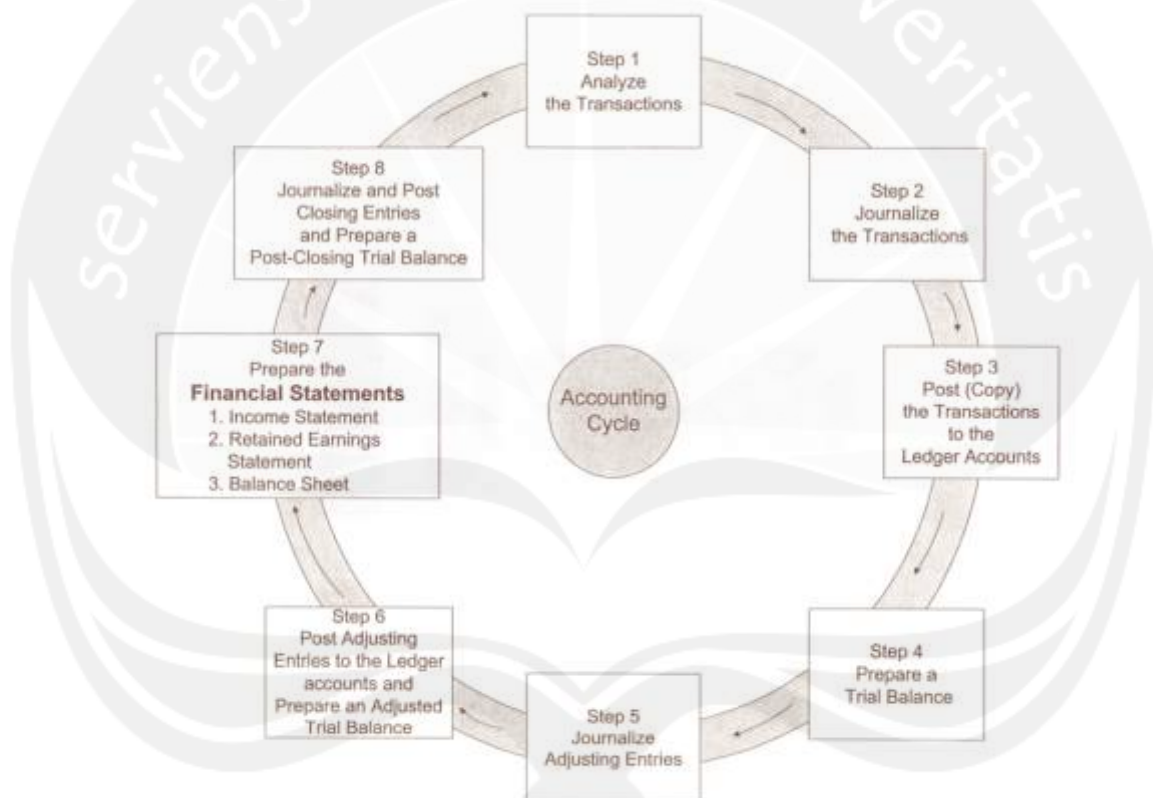 serviens
veritatis
Step 1
Analyze
the Transactions
Step 2
Journalize
the Transactions
Step 3
Post (Copy)
the Transactions
to the
Ledger Accounts
Step 4
Prepare a
Trial Balance
Step 5
Journalize
Adjusting Entries
Step 6
Post Adjusting
Entries to the Ledger
accounts and
Prepare an Adjusted
Trial Balance
Step 7
Prepare the
Financial Statements
1. Income Statement
2. Retained Earnings
Statement
3. Balance Sheet
Step 8
Journalize and Post
Closing Entries
and Prepare a
Post-Closing Trial Balance
Accounting
Cycle